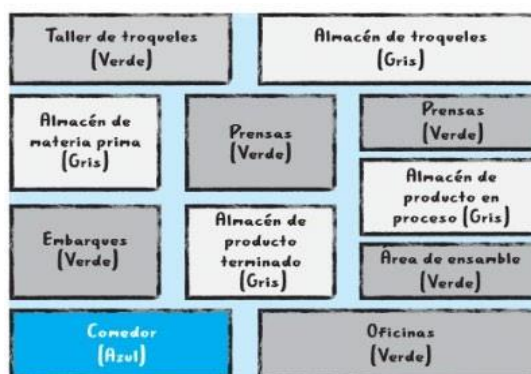 Taller de troqueles
(Verde)
Almacén de troqueles
(Gris)
Almacén de
materia prima
(Gris)
Prensas
(Verde)
Prensas
(Verde)
Almacén de
producto en
proceso (Gris)
Embarques
(Verde)
Almacén de
producto
terminado
(Gris)
Área de ensamble
(Verde)
Comedor
(Azul)
Oficinas
(Verde)